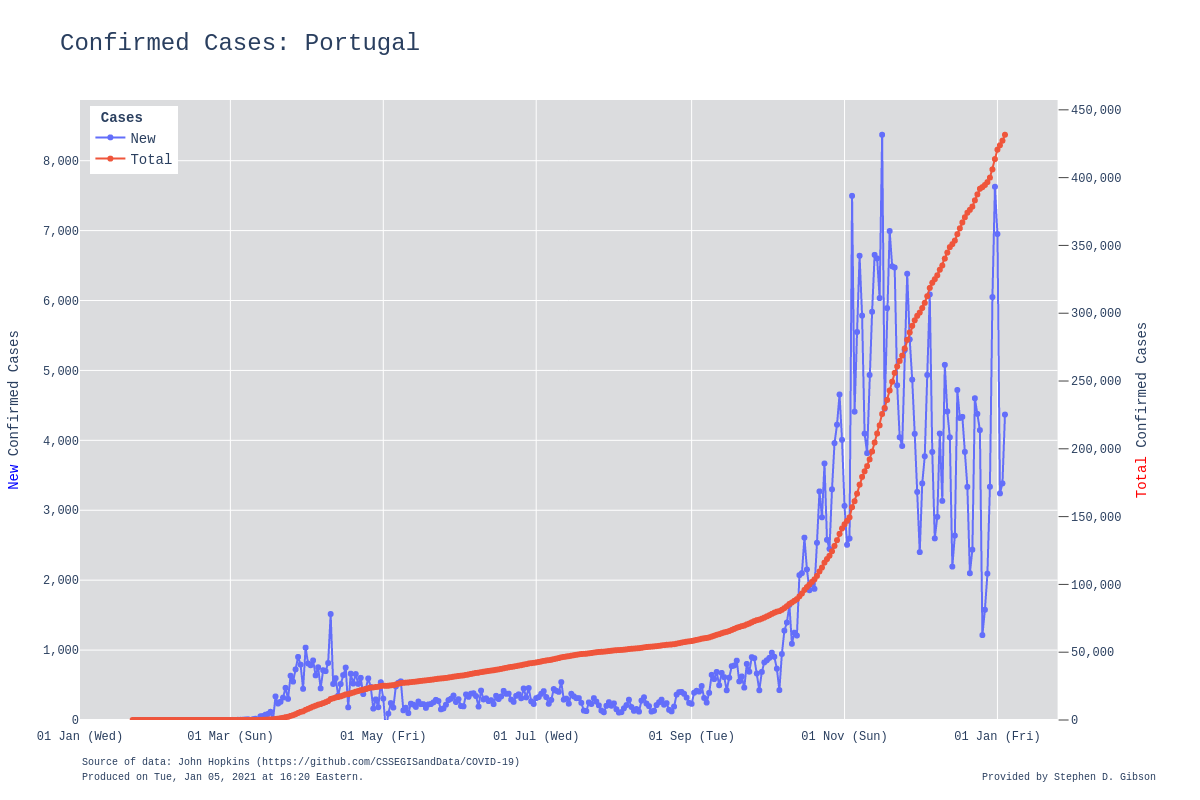 Confirmed Cases: Portugal
Cases
New
Total
8,000
7,000
6,000
5,000
4,000
3,000
2,000
1,000
0
New Confirmed Cases
450,000
400,000
350,000
300,000
250,000
200,000
150,000
100,000
50,000
0
Total Confirmed Cases
01 Jan (Wed) 01 Mar (Sun) 01 May (Fri) 01 Jul (Wed) 01 Sep (Tue) 01 Nov (Sun) 01 Jan (Fri)
Source of data: John Hopkins (https://github.com/CSSEGISandData/COVID-19)
Produced on Tue, Jan 05, 2021 at 16:20 Eastern.
Provided by Stephen D. Gibson